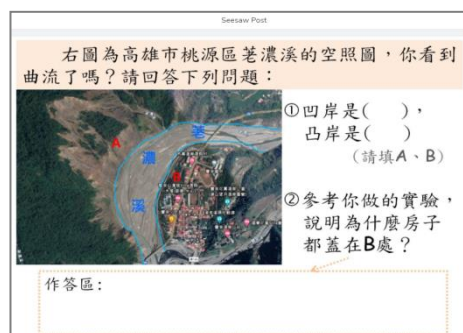 Seesaw Post
右圖為高雄市桃源區荖濃溪的空照圖，你看到
曲流了嗎？請回答下列問題：
A
荖
濃
溪
B
①凹岸是(　)，
凸岸是(　)
(請填A、B)
②參考你做的實驗，
說明為什麼房子
都蓋在B處？
作答區: